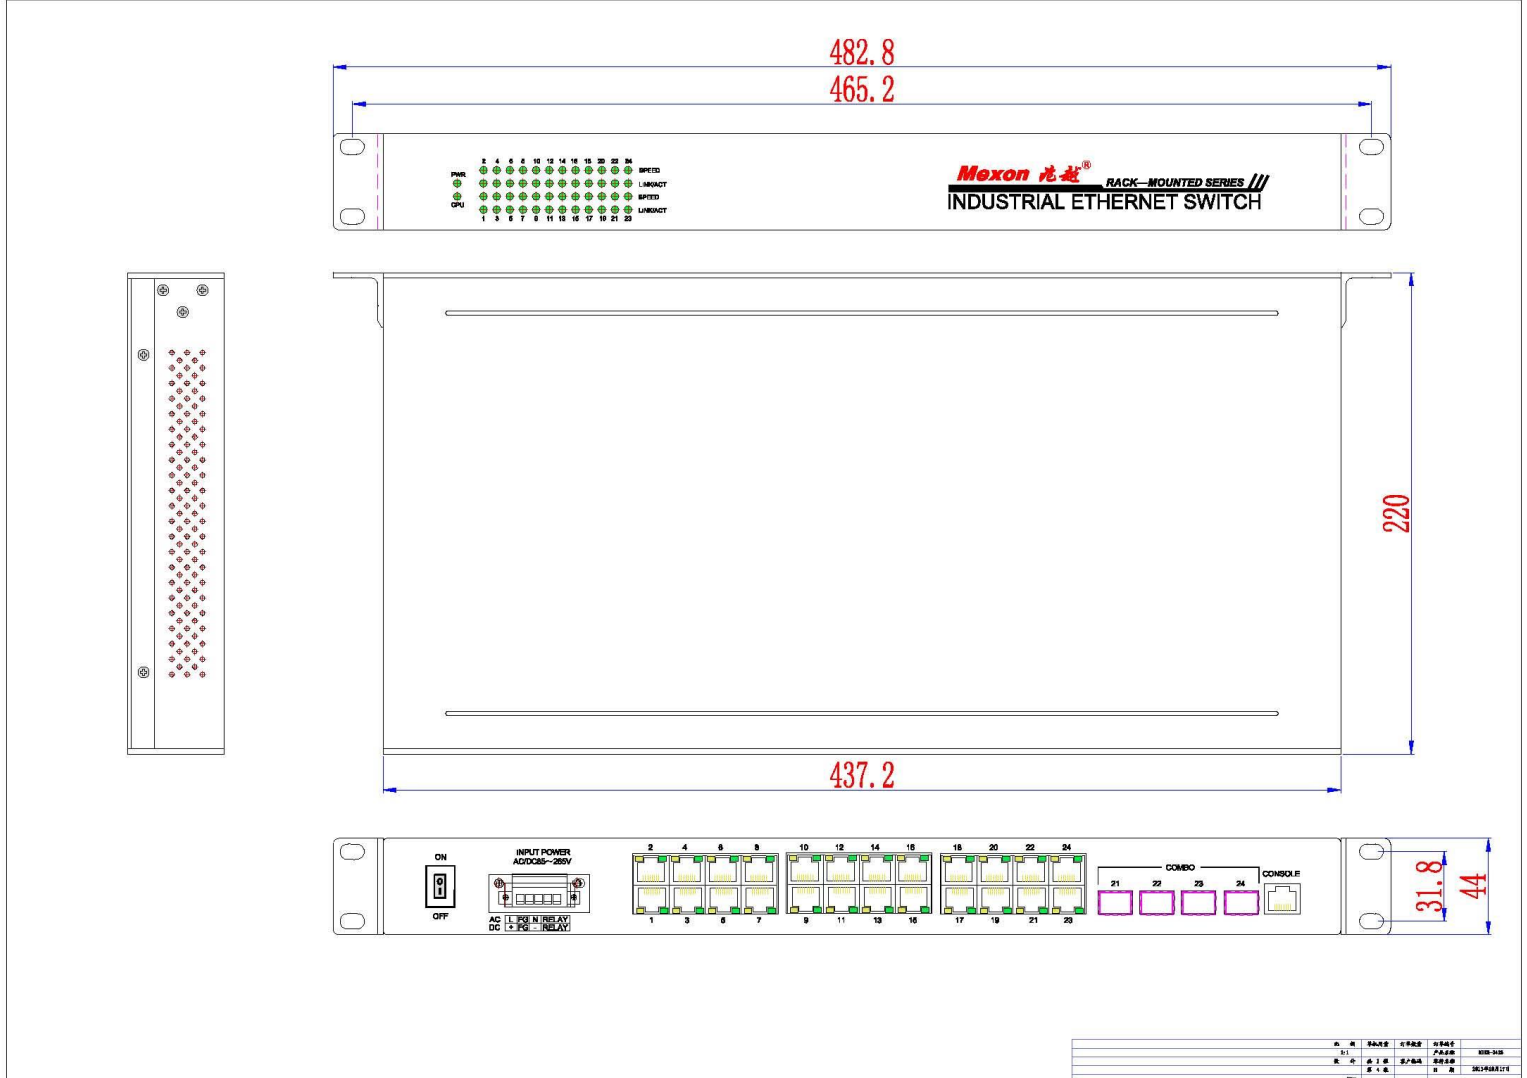 482.8
465.2
2 4 6 8 10 12 14 16 18 20 22 24
SPEED
PWR
LINK/ACT
SPEED
CPU
LINK/ACT
1 3 5 7 9 11 13 15 17 19 21 23
Mexon 兆越®
RACK—MOUNTED SERIES
INDUSTRIAL ETHERNET SWITCH
220
437.2
ON
OFF
INPUT POWER
AC/DC85～265V
AC L FG N RELAY
DC + FG - RELAY
2 4 6 8 10 12 14 16 18 20 22 24
1 3 5 7 9 11 13 15 17 19 21 23
COMBO
21 22 23 24
CONSOLE
31.8
44